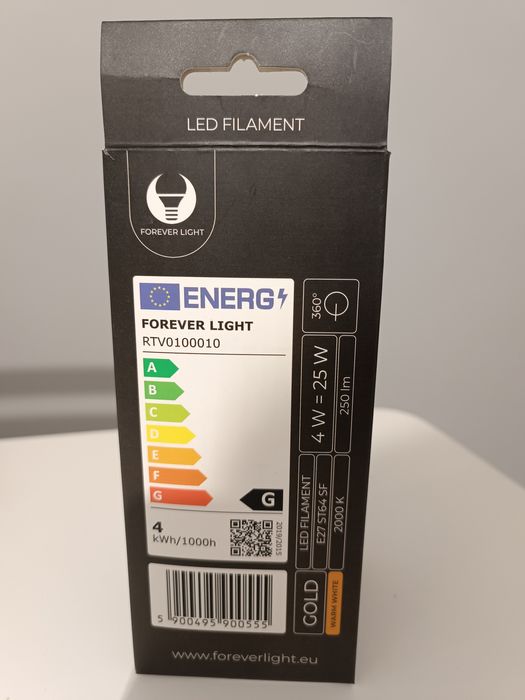 LED FILAMENT
FOREVER LIGHT
ENERG
FOREVER LIGHT
RTV0100010
A
B
C
D
E
F
G
G
4
kWh/1000h
2019/2015
360°
4 W = 25 W
250 lm
LED FILAMENT
E27 ST64 SF
2000 K
GOLD
WARM WHITE
5 900495 900555
www.foreverlight.eu